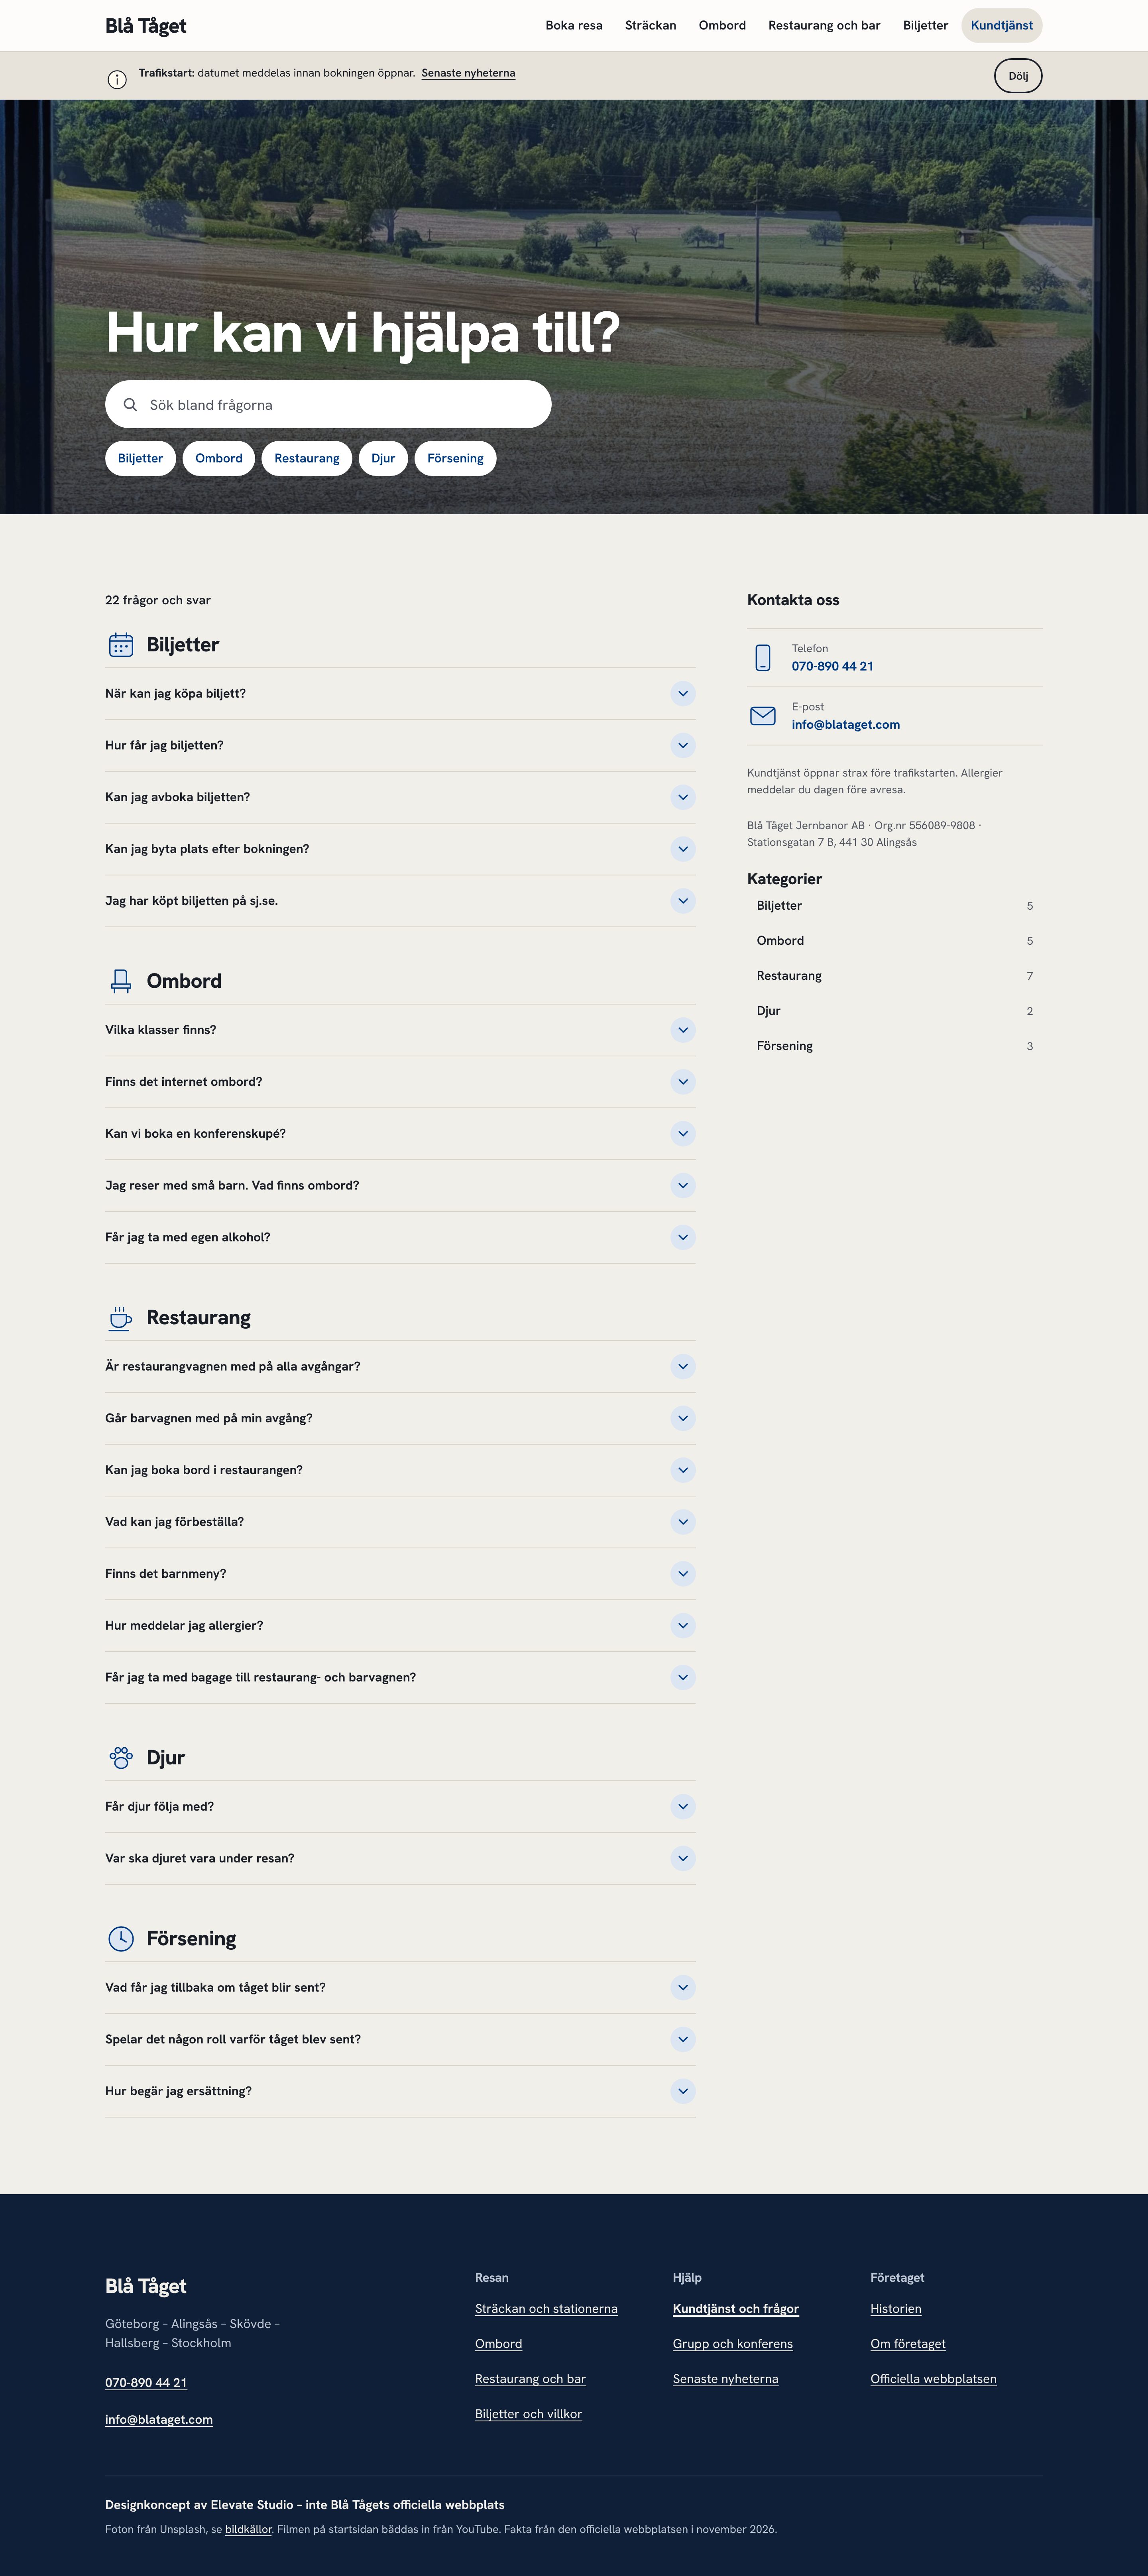 Blå Tåget
Boka resa
Sträckan
Ombord
Restaurang och bar
Biljetter
Kundtjänst
Trafikstart: datumet meddelas innan bokningen öppnar. Senaste nyheterna
Dölj
Hur kan vi hjälpa till?
Sök bland frågorna
Biljetter
Ombord
Restaurang
Djur
Försening
22 frågor och svar
Biljetter
När kan jag köpa biljett?
Hur får jag biljetten?
Kan jag avboka biljetten?
Kan jag byta plats efter bokningen?
Jag har köpt biljetten på sj.se.
Ombord
Vilka klasser finns?
Finns det internet ombord?
Kan vi boka en konferenskupé?
Jag reser med små barn. Vad finns ombord?
Får jag ta med egen alkohol?
Restaurang
Är restaurangvagnen med på alla avgångar?
Går barvagnen med på min avgång?
Kan jag boka bord i restaurangen?
Vad kan jag förbeställa?
Finns det barnmeny?
Hur meddelar jag allergier?
Får jag ta med bagage till restaurang- och barvagnen?
Djur
Får djur följa med?
Var ska djuret vara under resan?
Försening
Vad får jag tillbaka om tåget blir sent?
Spelar det någon roll varför tåget blev sent?
Hur begär jag ersättning?
Kontakta oss
Telefon
070-890 44 21
E-post
info@blataget.com
Kundtjänst öppnar strax före trafikstarten. Allergier
meddelar du dagen före avresa.
Blå Tåget Jernbanor AB · Org.nr 556089-9808 ·
Stationsgatan 7 B, 441 30 Alingsås
Kategorier
Biljetter 5
Ombord 5
Restaurang 7
Djur 2
Försening 3
Blå Tåget
Göteborg – Alingsås – Skövde –
Hallsberg – Stockholm
070-890 44 21
info@blataget.com
Resan
Sträckan och stationerna
Ombord
Restaurang och bar
Biljetter och villkor
Hjälp
Kundtjänst och frågor
Grupp och konferens
Senaste nyheterna
Företaget
Historien
Om företaget
Officiella webbplatsen
Designkoncept av Elevate Studio – inte Blå Tågets officiella webbplats
Foton från Unsplash, se bildkällor. Filmen på startsidan bäddas in från YouTube. Fakta från den officiella webbplatsen i november 2026.